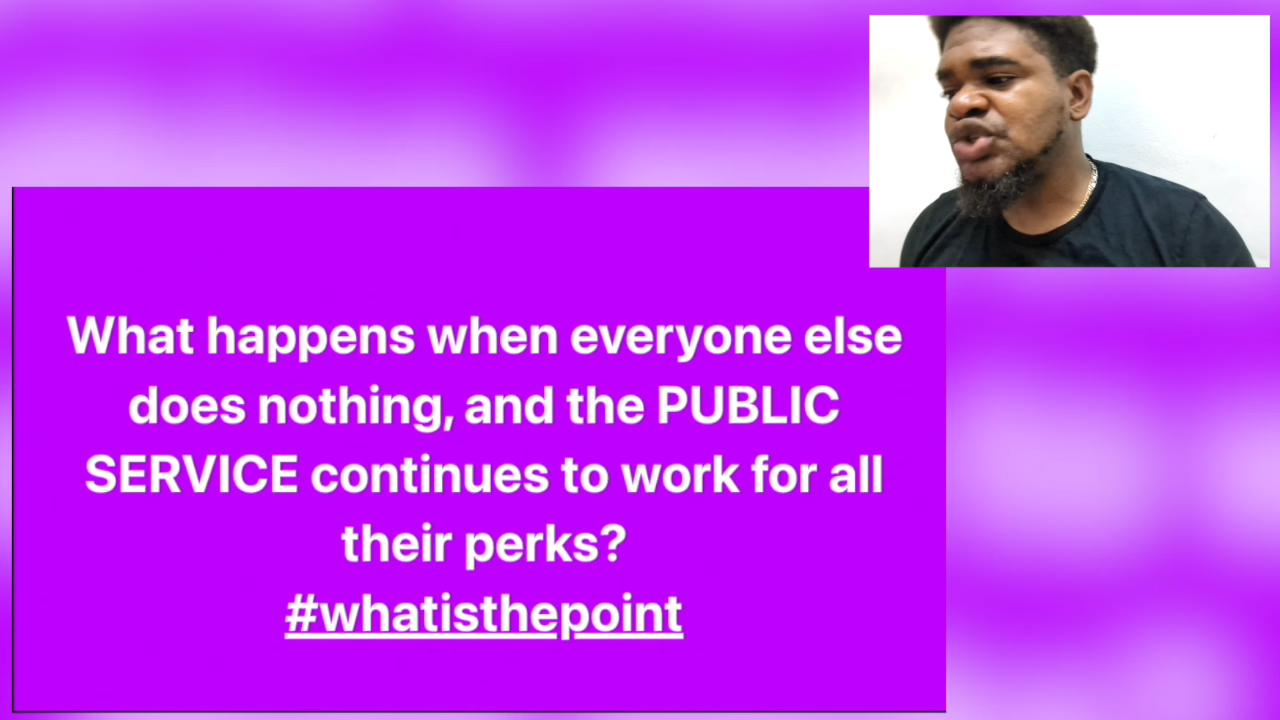 What happens when everyone else
does nothing, and the PUBLIC
SERVICE continues to work for all
their perks?
#whatisthepoint